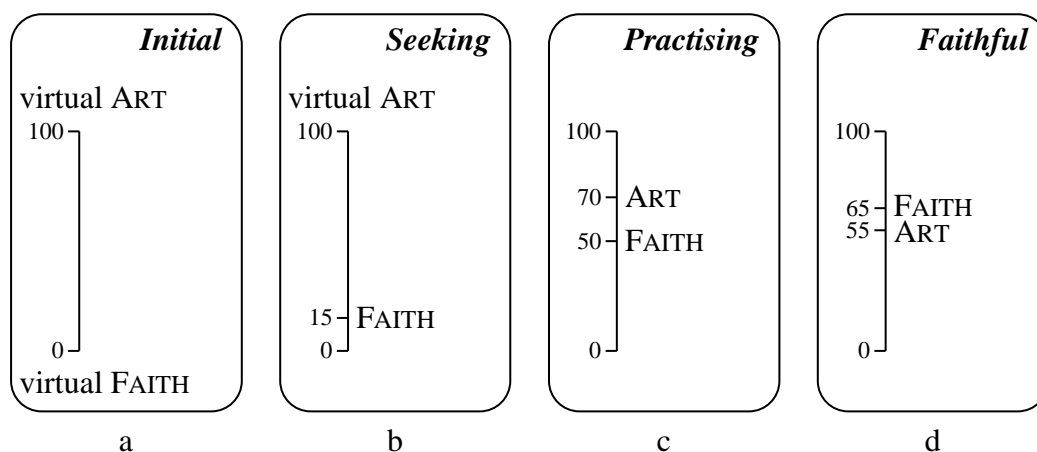 Initial
virtual ART
100
0
virtual FAITH
a
Seeking
virtual ART
100
15 FAITH
0
b
Practising
100
70 ART
50 FAITH
0
c
Faithful
100
65 FAITH
55 ART
0
d